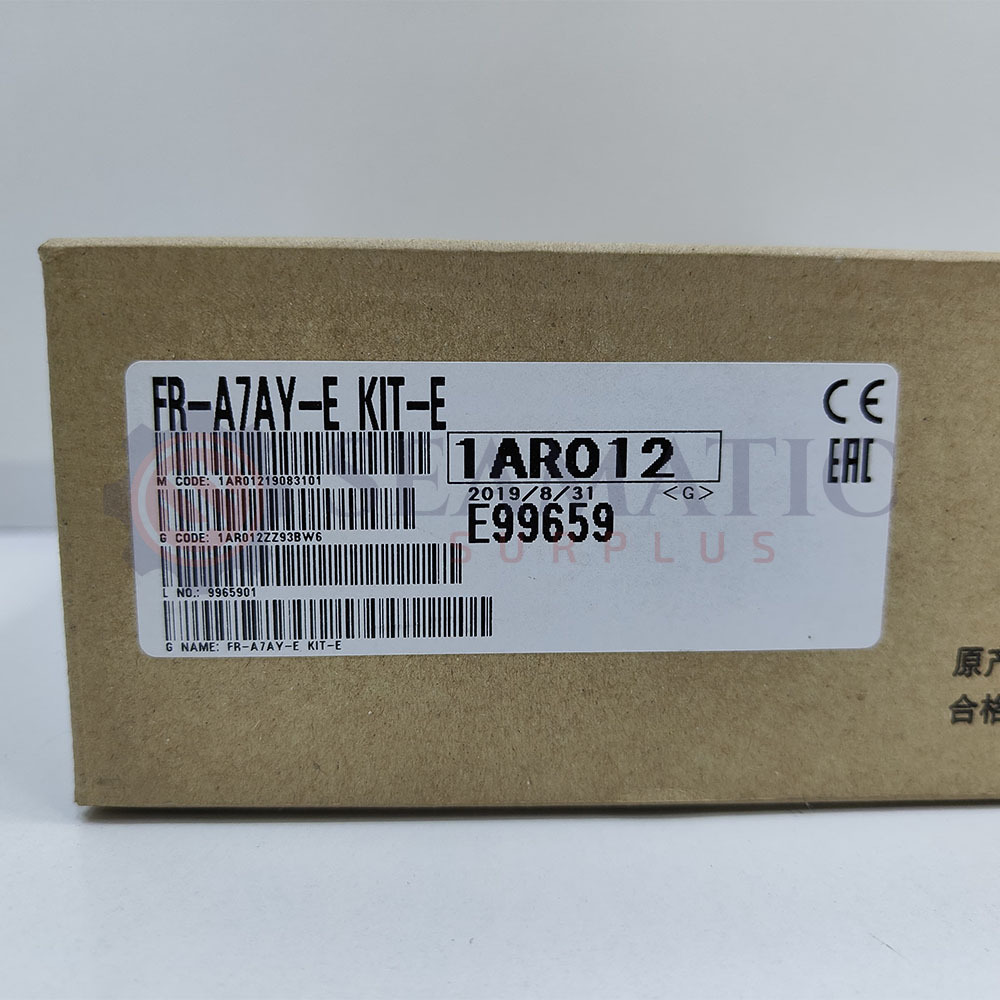 FR-A7AY-E KIT-E
CE
1AR012
EAC
M CODE: 1AR01219083101
2019/8/31 <G>
E99659
G CODE: 1AR012ZZ93BW6
L NO.: 9965901
G NAME: FR-A7AY-E KIT-E
SEAMATIC
SURPLUS
原产
合格